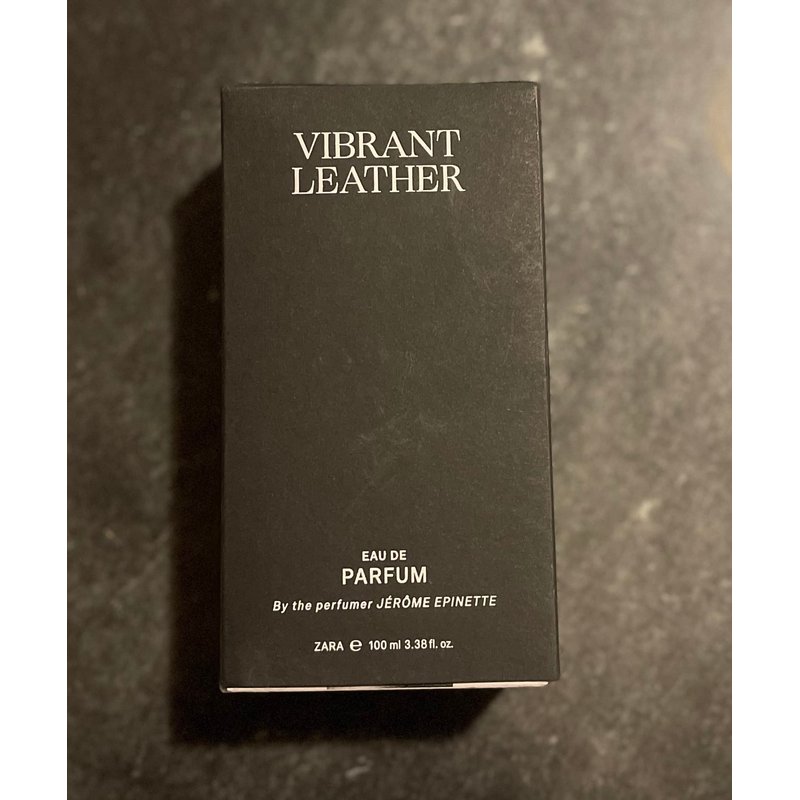 VIBRANT
LEATHER
EAU DE
PARFUM
By the perfumer JÉRÔME EPINETTE
ZARA ℮ 100 ml 3.38 fl. oz.